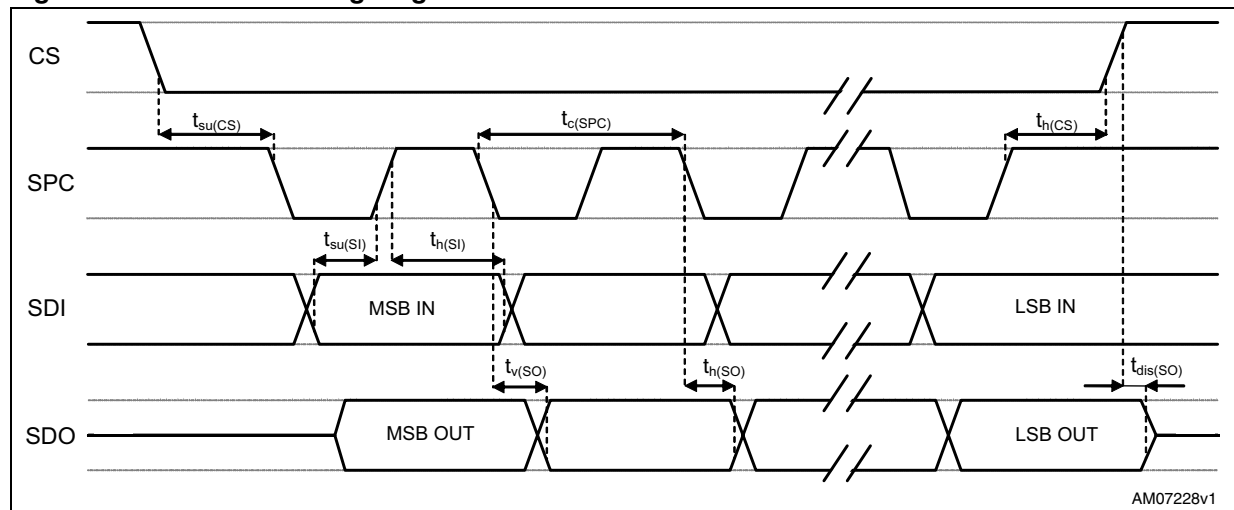 CS
t_su(CS)
t_c(SPC)
t_h(CS)
SPC
t_su(SI)
t_h(SI)
SDI
MSB IN
LSB IN
t_v(SO)
t_h(SO)
t_dis(SO)
SDO
MSB OUT
LSB OUT
AM07228v1